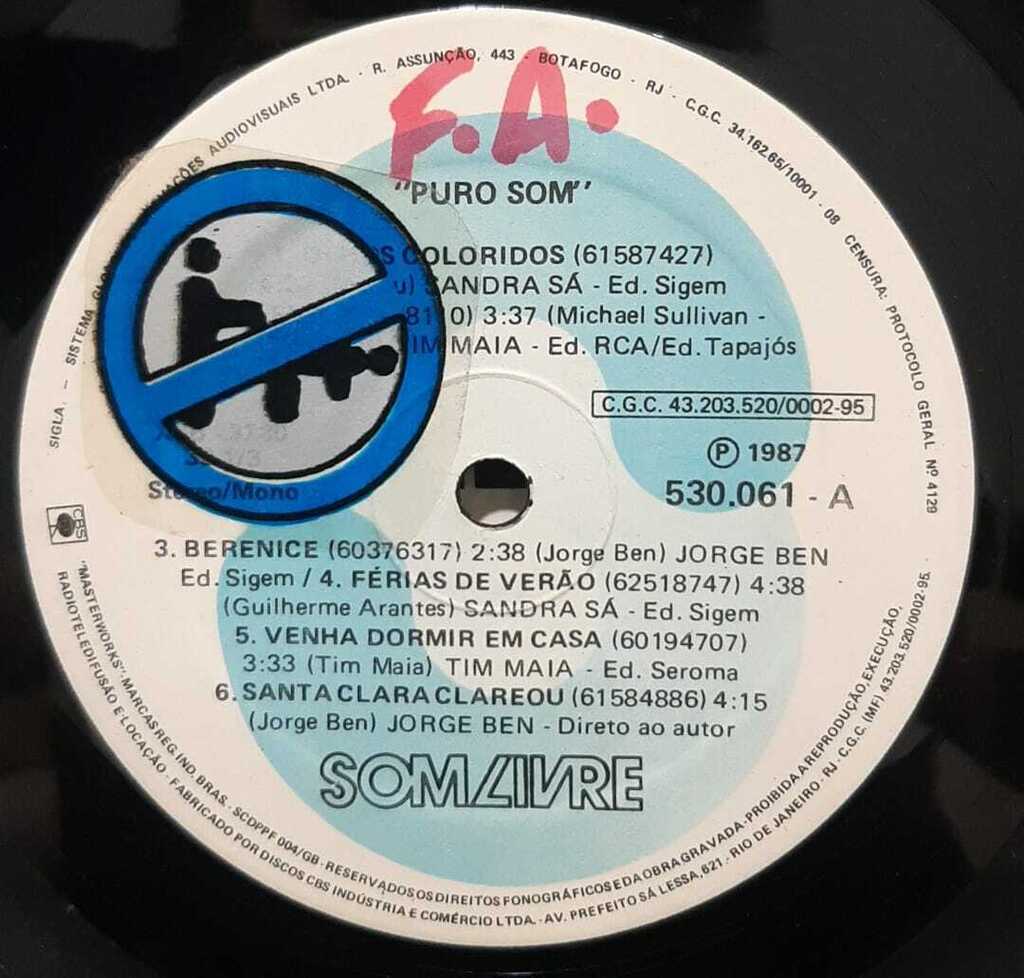 AÇÕES AUDIOVISUAIS LTDA. · R. ASSUNÇÃO, 443 · BOTAFOGO · RJ · C.G.C. 34.162.65/10001 - 08 CENSURA: PROTOCOLO GERAL Nº 4129
SIGLA. - SISTEMA GLO
F.A.
"PURO SOM"
S COLORIDOS (61587427)
u) SANDRA SÁ - Ed. Sigem
0) 3:37 (Michael Sullivan -
TIM MAIA - Ed. RCA/Ed. Tapajós
C.G.C. 43.203.520/0002-95
Ⓟ 1987
530.061 - A
Stereo/Mono
CBS
3. BERENICE (60376317) 2:38 (Jorge Ben) JORGE BEN
Ed. Sigem / 4. FÉRIAS DE VERÃO (62518747) 4:38
(Guilherme Arantes) SANDRA SÁ - Ed. Sigem
5. VENHA DORMIR EM CASA (60194707)
3:33 (Tim Maia) TIM MAIA - Ed. Seroma
6. SANTA CLARA CLAREOU (61584886) 4:15
(Jorge Ben) JORGE BEN - Direto ao autor
SOM LIVRE
"MASTERWORKS". MARCAS REG. IND. BRAS. · SCDPPF 004/GB · RESERVADOS OS DIREITOS FONOGRÁFICOS E DA OBRA GRAVADA · PROIBIDA A REPRODUÇÃO, EXECUÇÃO,
RADIOTELEDIFUSÃO E LOCAÇÃO · FABRICADO POR DISCOS CBS INDÚSTRIA E COMÉRCIO LTDA. · AV. PREFEITO SÁ LESSA, 621 · RIO DE JANEIRO - RJ - C.G.C. (MF) 43.203.520/0002-95.